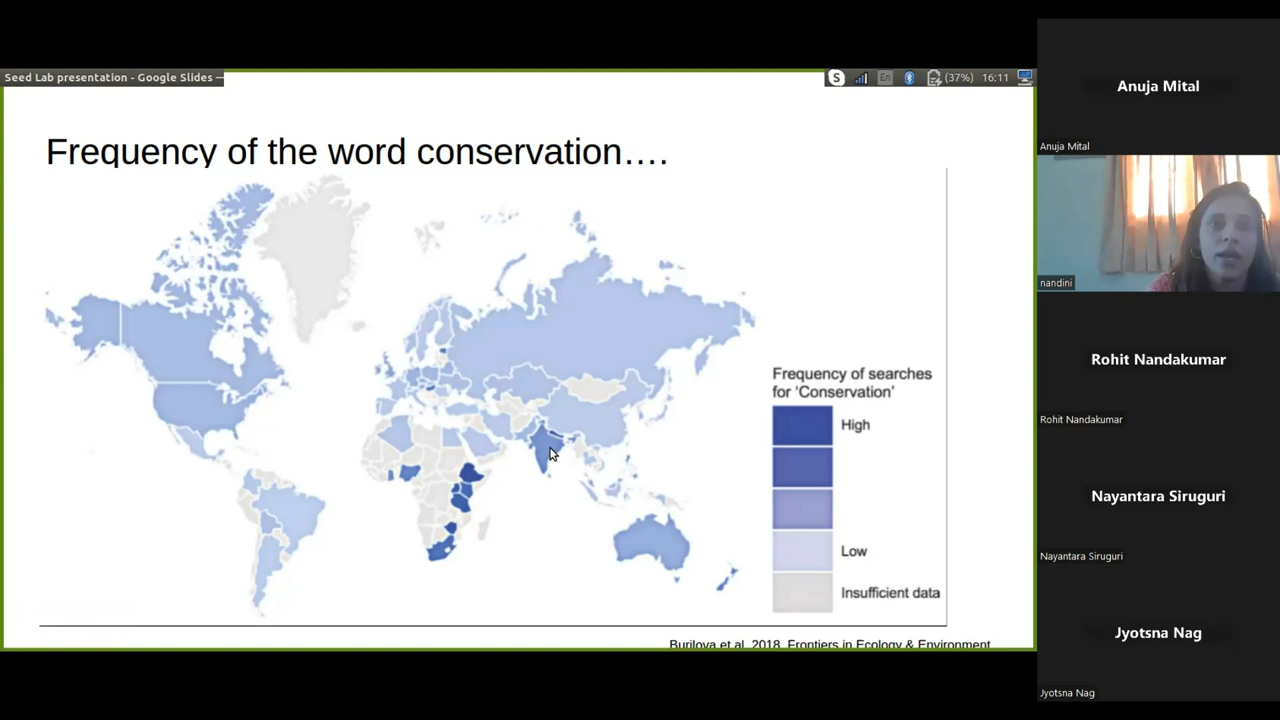 Seed Lab presentation - Google Slides —
S
En
(37%)
16:11
Frequency of the word conservation....
Frequency of searches
for 'Conservation'
High
Low
Insufficient data
Burilova et al. 2018. Frontiers in Ecology & Environment
Anuja Mital
Anuja Mital
nandini
Rohit Nandakumar
Rohit Nandakumar
Nayantara Siruguri
Nayantara Siruguri
Jyotsna Nag
Jyotsna Nag